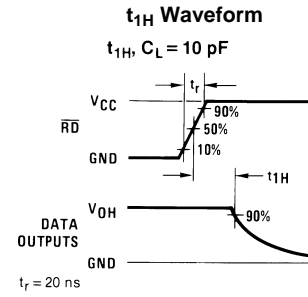 t1H Waveform
t1H, CL = 10 pF
tr
VCC
90%
RD
50%
10%
GND
t1H
VOH
90%
DATA
OUTPUTS
GND
tr = 20 ns